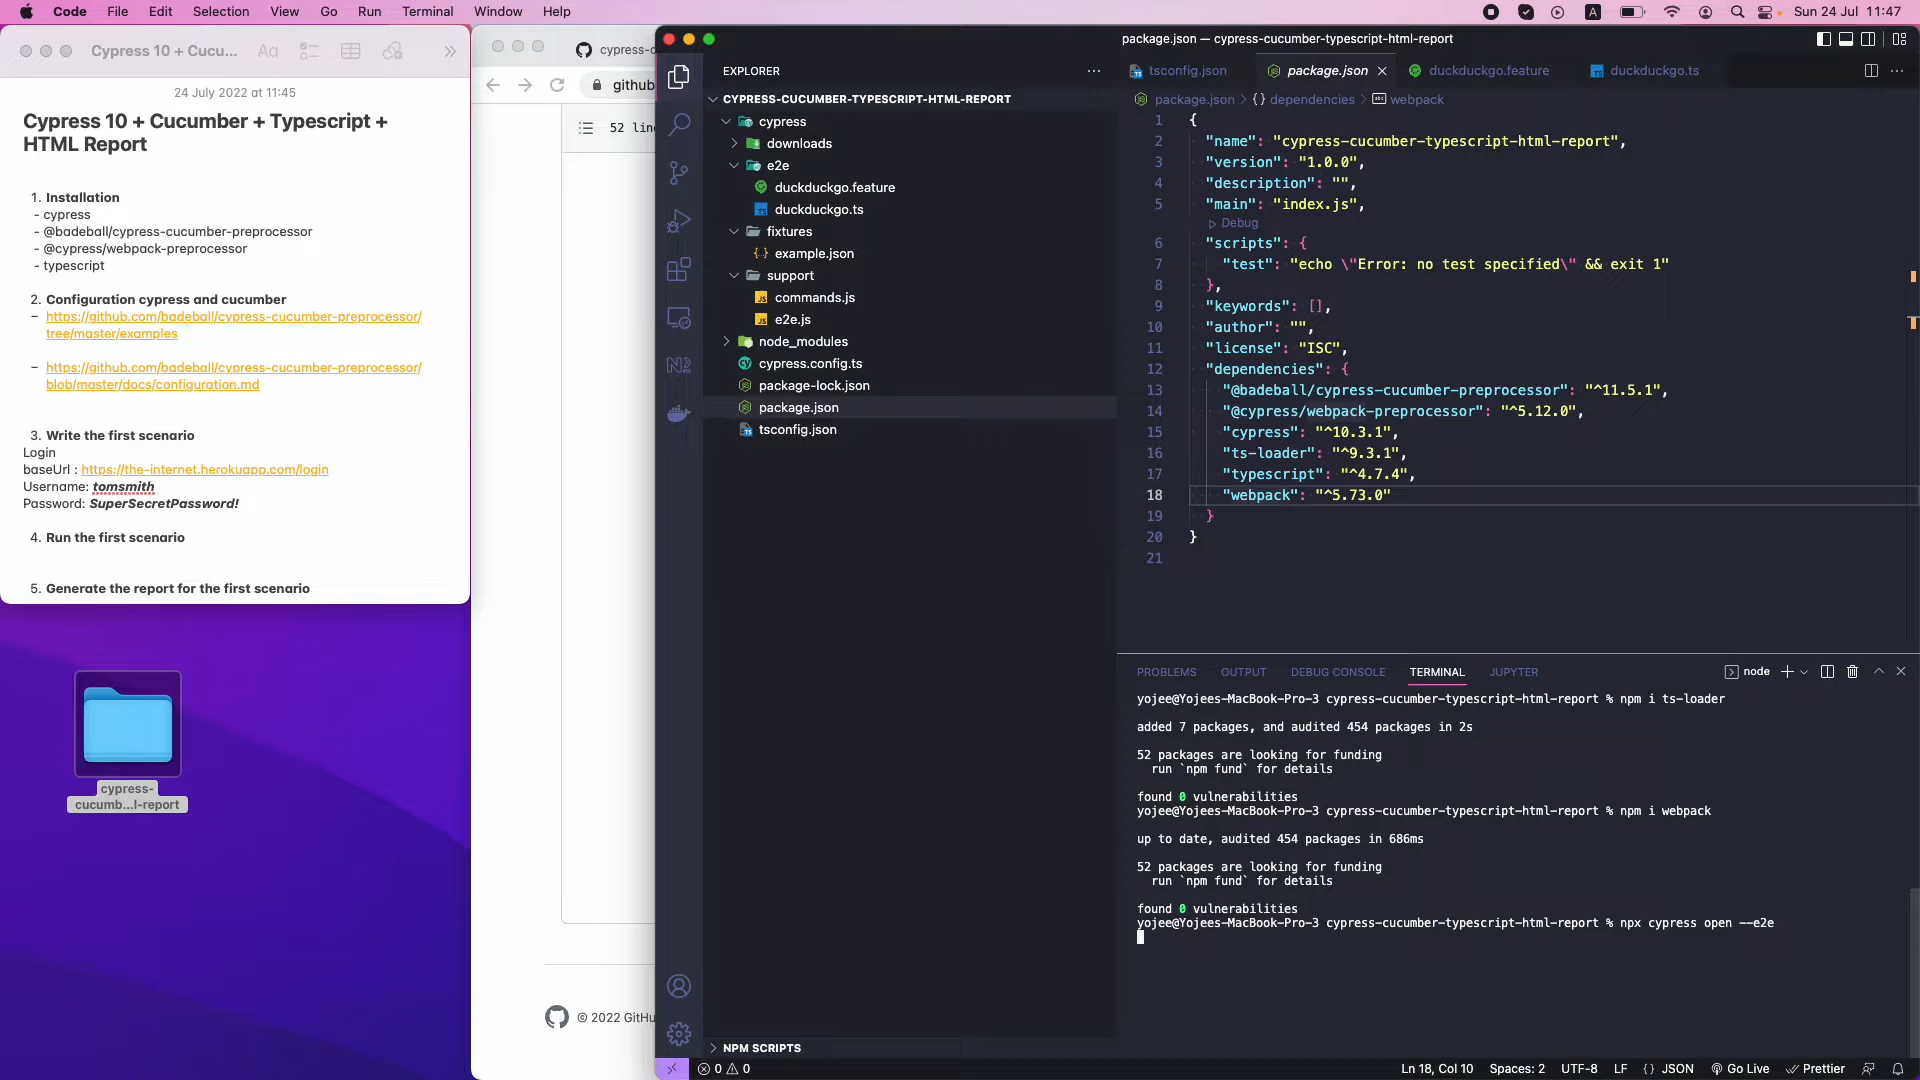 Code File Edit Selection View Go Run Terminal Window Help
A
Sun 24 Jul 11:47
Cypress 10 + Cucu...
Aa
24 July 2022 at 11:45
Cypress 10 + Cucumber + Typescript +
HTML Report
1. Installation
- cypress
- @badeball/cypress-cucumber-preprocessor
- @cypress/webpack-preprocessor
- typescript
2. Configuration cypress and cucumber
– https://github.com/badeball/cypress-cucumber-preprocessor/
tree/master/examples
– https://github.com/badeball/cypress-cucumber-preprocessor/
blob/master/docs/configuration.md
3. Write the first scenario
Login
baseUrl : https://the-internet.herokuapp.com/login
Username: tomsmith
Password: SuperSecretPassword!
4. Run the first scenario
5. Generate the report for the first scenario
cypress-
cucumb...l-report
cypress-c
github
52 lin
© 2022 GitHu
package.json — cypress-cucumber-typescript-html-report
EXPLORER
CYPRESS-CUCUMBER-TYPESCRIPT-HTML-REPORT
cypress
downloads
e2e
duckduckgo.feature
duckduckgo.ts
fixtures
example.json
support
commands.js
e2e.js
node_modules
cypress.config.ts
package-lock.json
package.json
tsconfig.json
NPM SCRIPTS
tsconfig.json package.json duckduckgo.feature duckduckgo.ts
package.json > {} dependencies > webpack
1 {
2 "name": "cypress-cucumber-typescript-html-report",
3 "version": "1.0.0",
4 "description": "",
5 "main": "index.js",
Debug
6 "scripts": {
7 "test": "echo \"Error: no test specified\" && exit 1"
8 },
9 "keywords": [],
10 "author": "",
11 "license": "ISC",
12 "dependencies": {
13 "@badeball/cypress-cucumber-preprocessor": "^11.5.1",
14 "@cypress/webpack-preprocessor": "^5.12.0",
15 "cypress": "^10.3.1",
16 "ts-loader": "^9.3.1",
17 "typescript": "^4.7.4",
18 "webpack": "^5.73.0"
19 }
20 }
21
PROBLEMS OUTPUT DEBUG CONSOLE TERMINAL JUPYTER
node
yojee@Yojees-MacBook-Pro-3 cypress-cucumber-typescript-html-report % npm i ts-loader
added 7 packages, and audited 454 packages in 2s
52 packages are looking for funding
run `npm fund` for details
found 0 vulnerabilities
yojee@Yojees-MacBook-Pro-3 cypress-cucumber-typescript-html-report % npm i webpack
up to date, audited 454 packages in 686ms
52 packages are looking for funding
run `npm fund` for details
found 0 vulnerabilities
yojee@Yojees-MacBook-Pro-3 cypress-cucumber-typescript-html-report % npx cypress open --e2e
0 0
Ln 18, Col 10 Spaces: 2 UTF-8 LF {} JSON Go Live Prettier